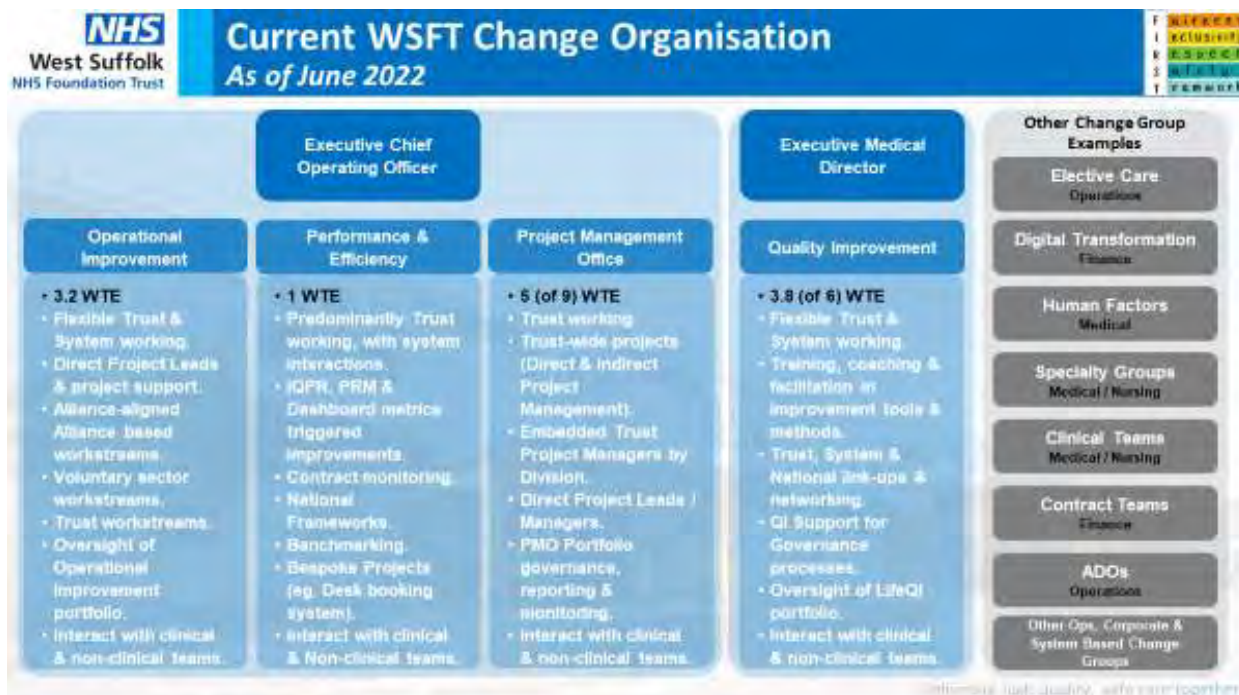 NHS
West Suffolk
NHS Foundation Trust
Current WSFT Change Organisation
As of June 2022
Executive Chief
Operating Officer
Operational
Improvement
• 3.2 WTE
• Flexible Trust &
System working.
• Direct Project Leads
& project support.
• Alliance-aligned
Alliance based
workstreams.
• Voluntary sector
workstreams.
• Trust workstreams.
• Oversight of
Operational
Improvement
portfolio.
• Interact with clinical
& non-clinical teams.
Performance &
Efficiency
• 1 WTE
• Predominantly Trust
working, with system
interactions.
• IQPR, PRM &
Dashboard metrics
triggered
improvements.
• Contract monitoring.
• National
Frameworks.
• Benchmarking.
• Bespoke Projects
(eg. Desk booking
system).
• Interact with clinical
& Non-clinical teams.
Project Management
Office
(of 9) WTE
• Trust working
• Trust-wide projects
(Direct & Indirect
Project
Management).
• Embedded Trust
Project Managers by
Division.
• Direct Project Leads /
Managers.
• PMO Portfolio
governance,
reporting &
monitoring.
• Interact with clinical
& non-clinical teams.
Executive Medical
Director
Quality Improvement
• 3.8 (of 6) WTE
• Flexible Trust &
System working.
• Training, coaching &
facilitation in
improvement tools &
methods.
• Trust, System &
National link-ups &
networking.
• QI Support for
Governance
processes.
• Oversight of LifeQI
portfolio.
• Interact with clinical
& non-clinical teams.
Other Change Group
Examples
Elective Care
Operations
Digital Transformation
Finance
Human Factors
Medical
Specialty Groups
Medical / Nursing
Clinical Teams
Medical / Nursing
Contract Teams
Finance
ADOs
Operations
Other Ops, Corporate &
System Based Change
Groups